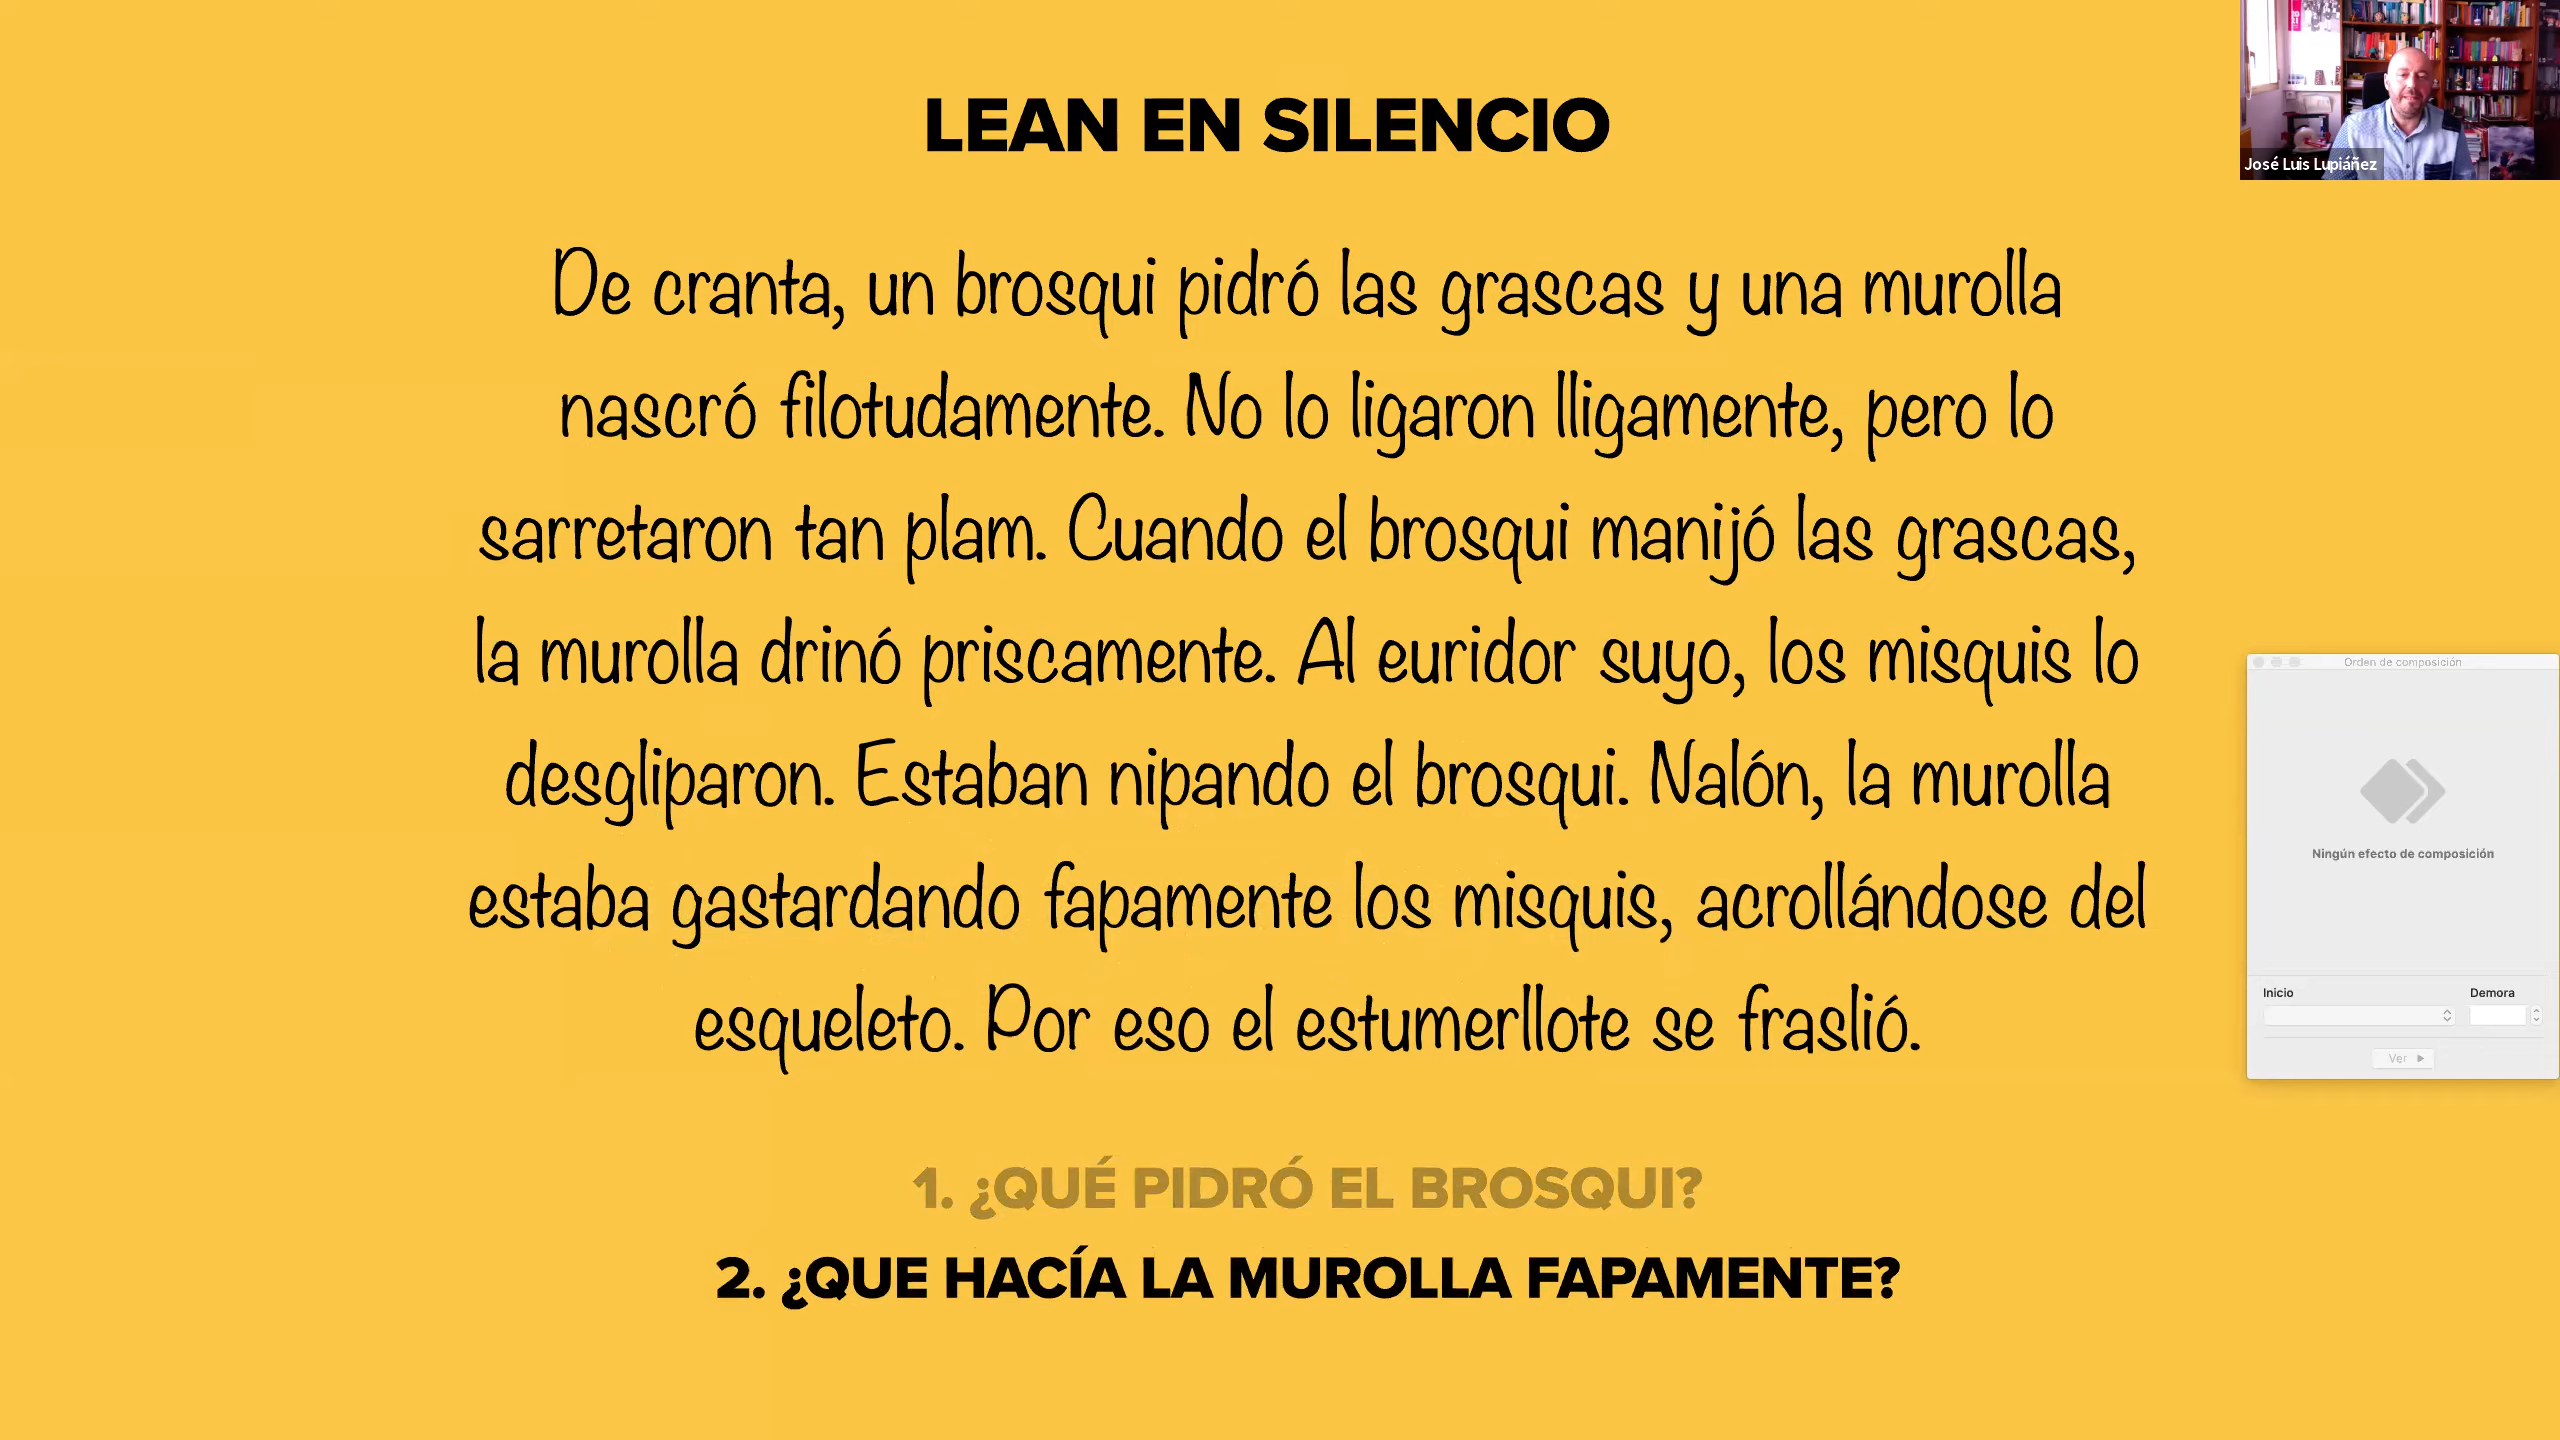 LEAN EN SILENCIO
José Luis Lupiáñez
De cranta, un brosqui pidró las grascas y una murolla
nascró filotudamente. No lo ligaron lligamente, pero lo
sarretaron tan plam. Cuando el brosqui manijó las grascas,
la murolla drinó priscamente. Al euridor suyo, los misquis lo
desgliparon. Estaban nipando el brosqui. Nalón, la murolla
estaba gastardando fapamente los misquis, acrollándose del
esqueleto. Por eso el estumerllote se fraslió.
1. ¿QUÉ PIDRÓ EL BROSQUI?
2. ¿QUE HACÍA LA MUROLLA FAPAMENTE?
Orden de composición
Ningún efecto de composición
Inicio Demora
Ver